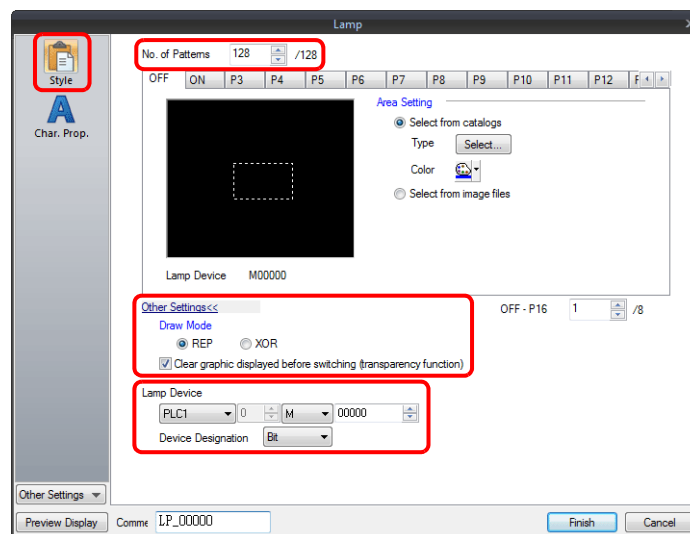 Lamp
Style
Char. Prop.
No. of Patterns 128 /128
OFF ON P3 P4 P5 P6 P7 P8 P9 P10 P11 P12
Area Setting
Select from catalogs
Type Select...
Color
Select from image files
Lamp Device M00000
Other Settings<<
OFF - P16 1 /8
Draw Mode
REP XOR
Clear graphic displayed before switching (transparency function)
Lamp Device
PLC1 0 M 00000
Device Designation Bit
Other Settings
Preview Display Comme LP_00000 Finish Cancel